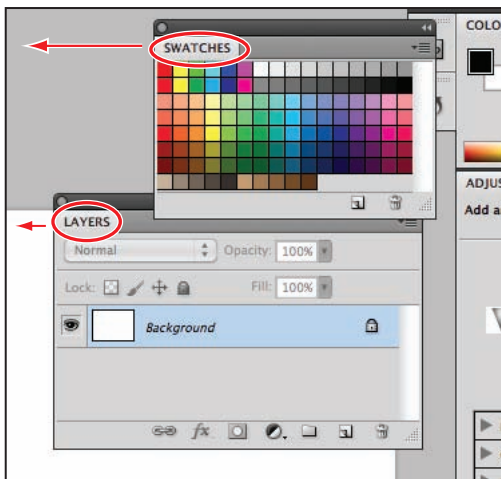 COLO
SWATCHES
ADJUS
Add a
LAYERS
Normal
Opacity: 100%
Lock:
Fill: 100%
Background
fx